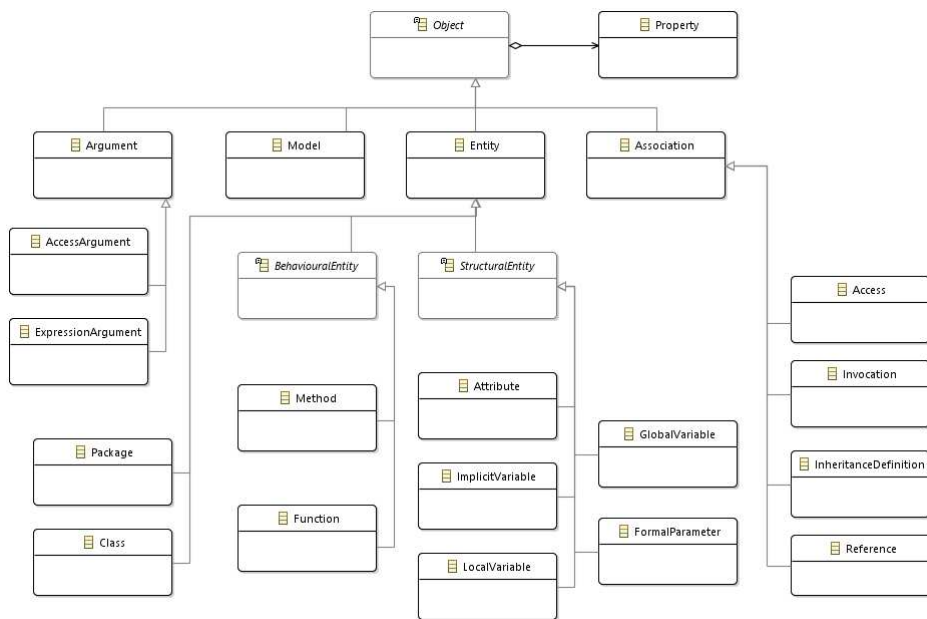 Object
Property
Argument
Model
Entity
Association
AccessArgument
BehaviouralEntity
StructuralEntity
Access
ExpressionArgument
Method
Attribute
Invocation
Package
ImplicitVariable
GlobalVariable
InheritanceDefinition
Class
Function
LocalVariable
FormalParameter
Reference